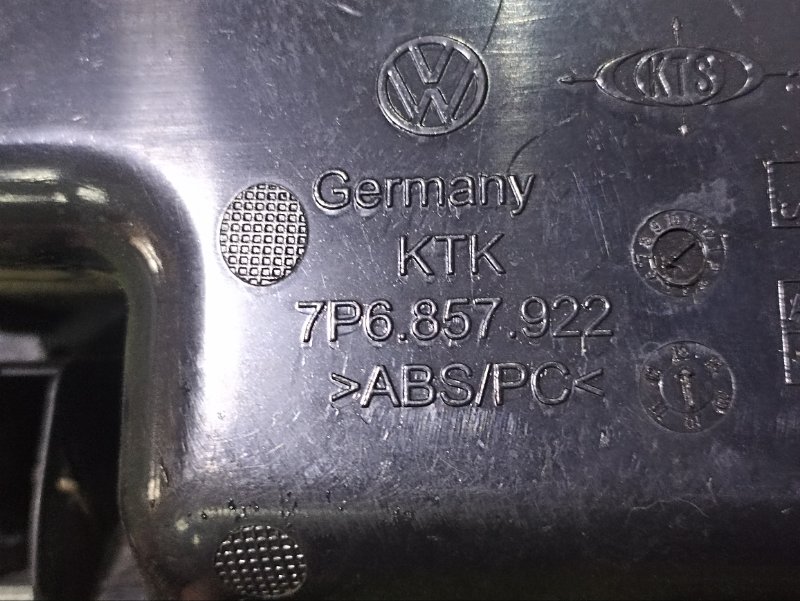 KTS
Germany
KTK
7P6.857.922
>ABS/PC<